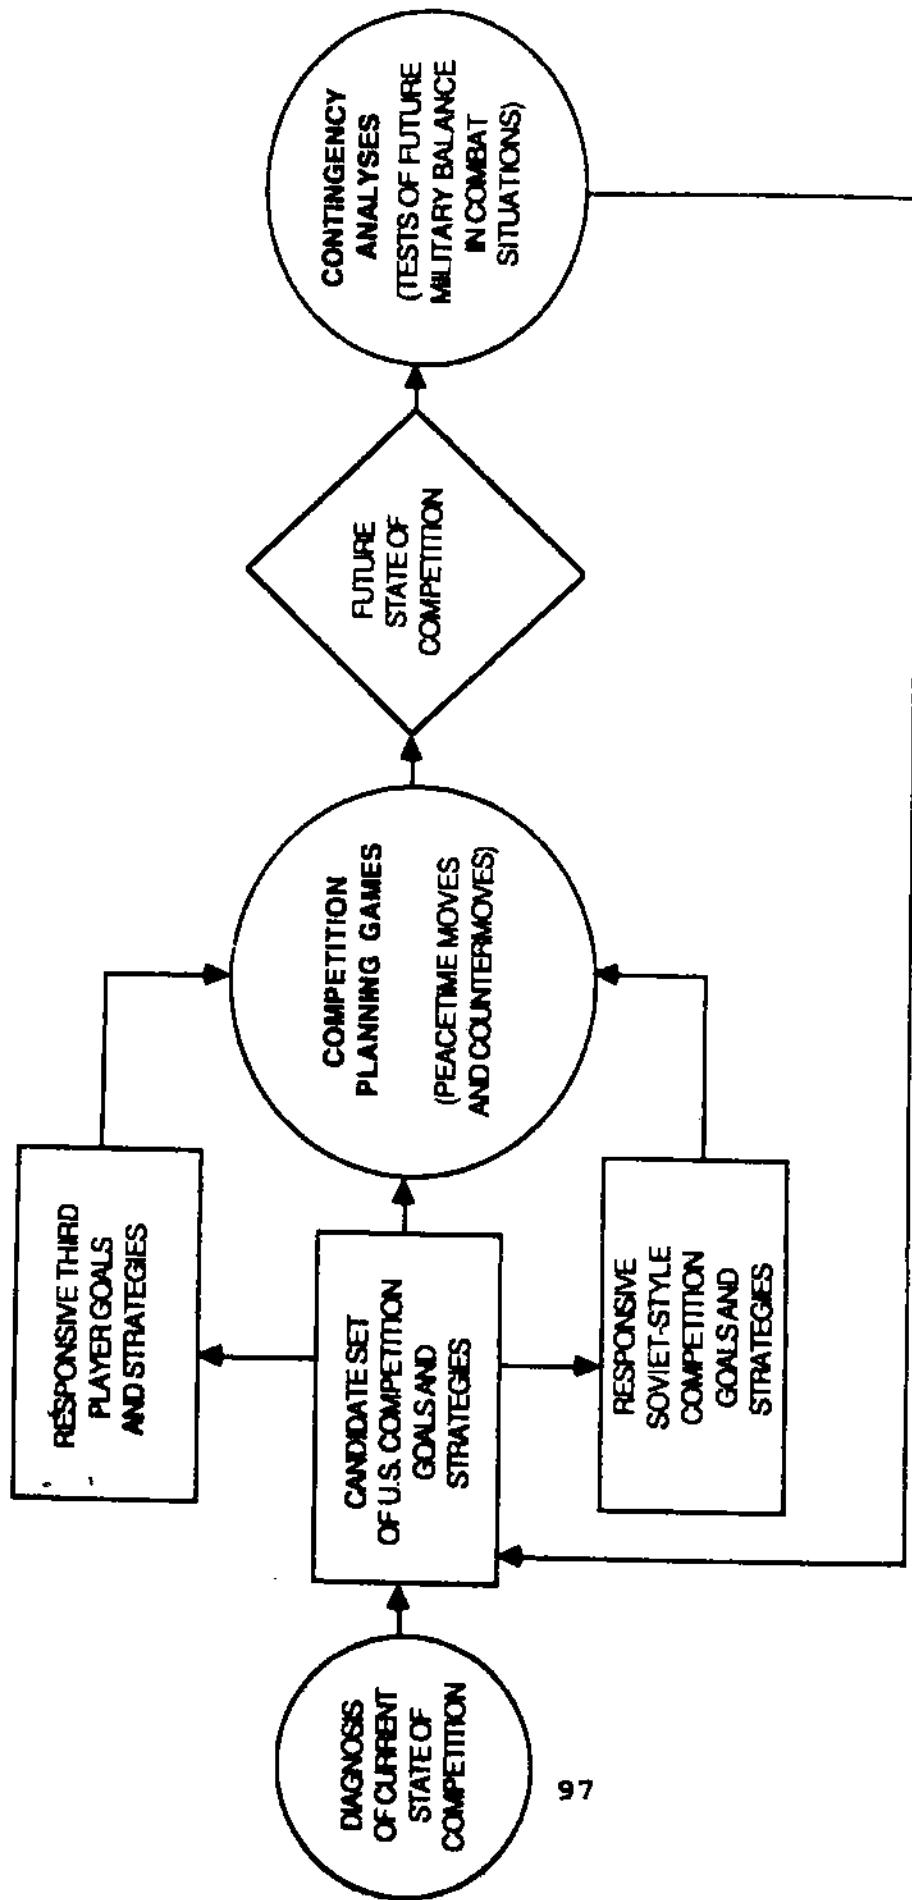 DIAGNOSIS
OF CURRENT
STATE OF
COMPETITION
RESPONSIVE THIRD
PLAYER GOALS
AND STRATEGIES
CANDIDATE SET
OF U.S. COMPETITION
GOALS AND
STRATEGIES
RESPONSIVE
SOVIET-STYLE
COMPETITION
GOALS AND
STRATEGIES
COMPETITION
PLANNING GAMES
(PEACETIME MOVES
AND COUNTERMOVES)
FUTURE
STATE OF
COMPETITION
CONTINGENCY
ANALYSES
(TESTS OF FUTURE
MILITARY BALANCE
IN COMBAT
SITUATIONS)
97